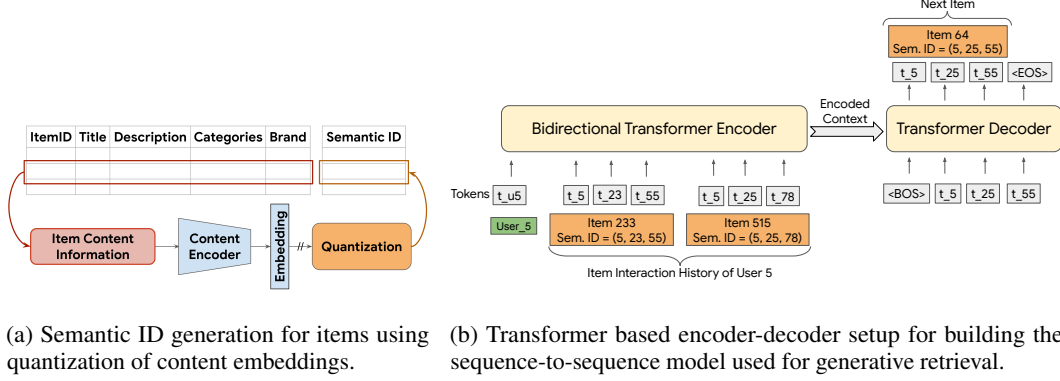 ItemID Title Description Categories Brand Semantic ID
Item Content
Information
Content
Encoder
Embedding
//
Quantization
(a) Semantic ID generation for items using
quantization of content embeddings.
Next Item
Item 64
Sem. ID = (5, 25, 55)
t_5 t_25 t_55 <EOS>
Bidirectional Transformer Encoder
Encoded
Context
Transformer Decoder
<BOS> t_5 t_25 t_55
Tokens t_u5 t_5 t_23 t_55 t_5 t_25 t_78
User_5
Item 233
Sem. ID = (5, 23, 55)
Item 515
Sem. ID = (5, 25, 78)
Item Interaction History of User 5
(b) Transformer based encoder-decoder setup for building the
sequence-to-sequence model used for generative retrieval.